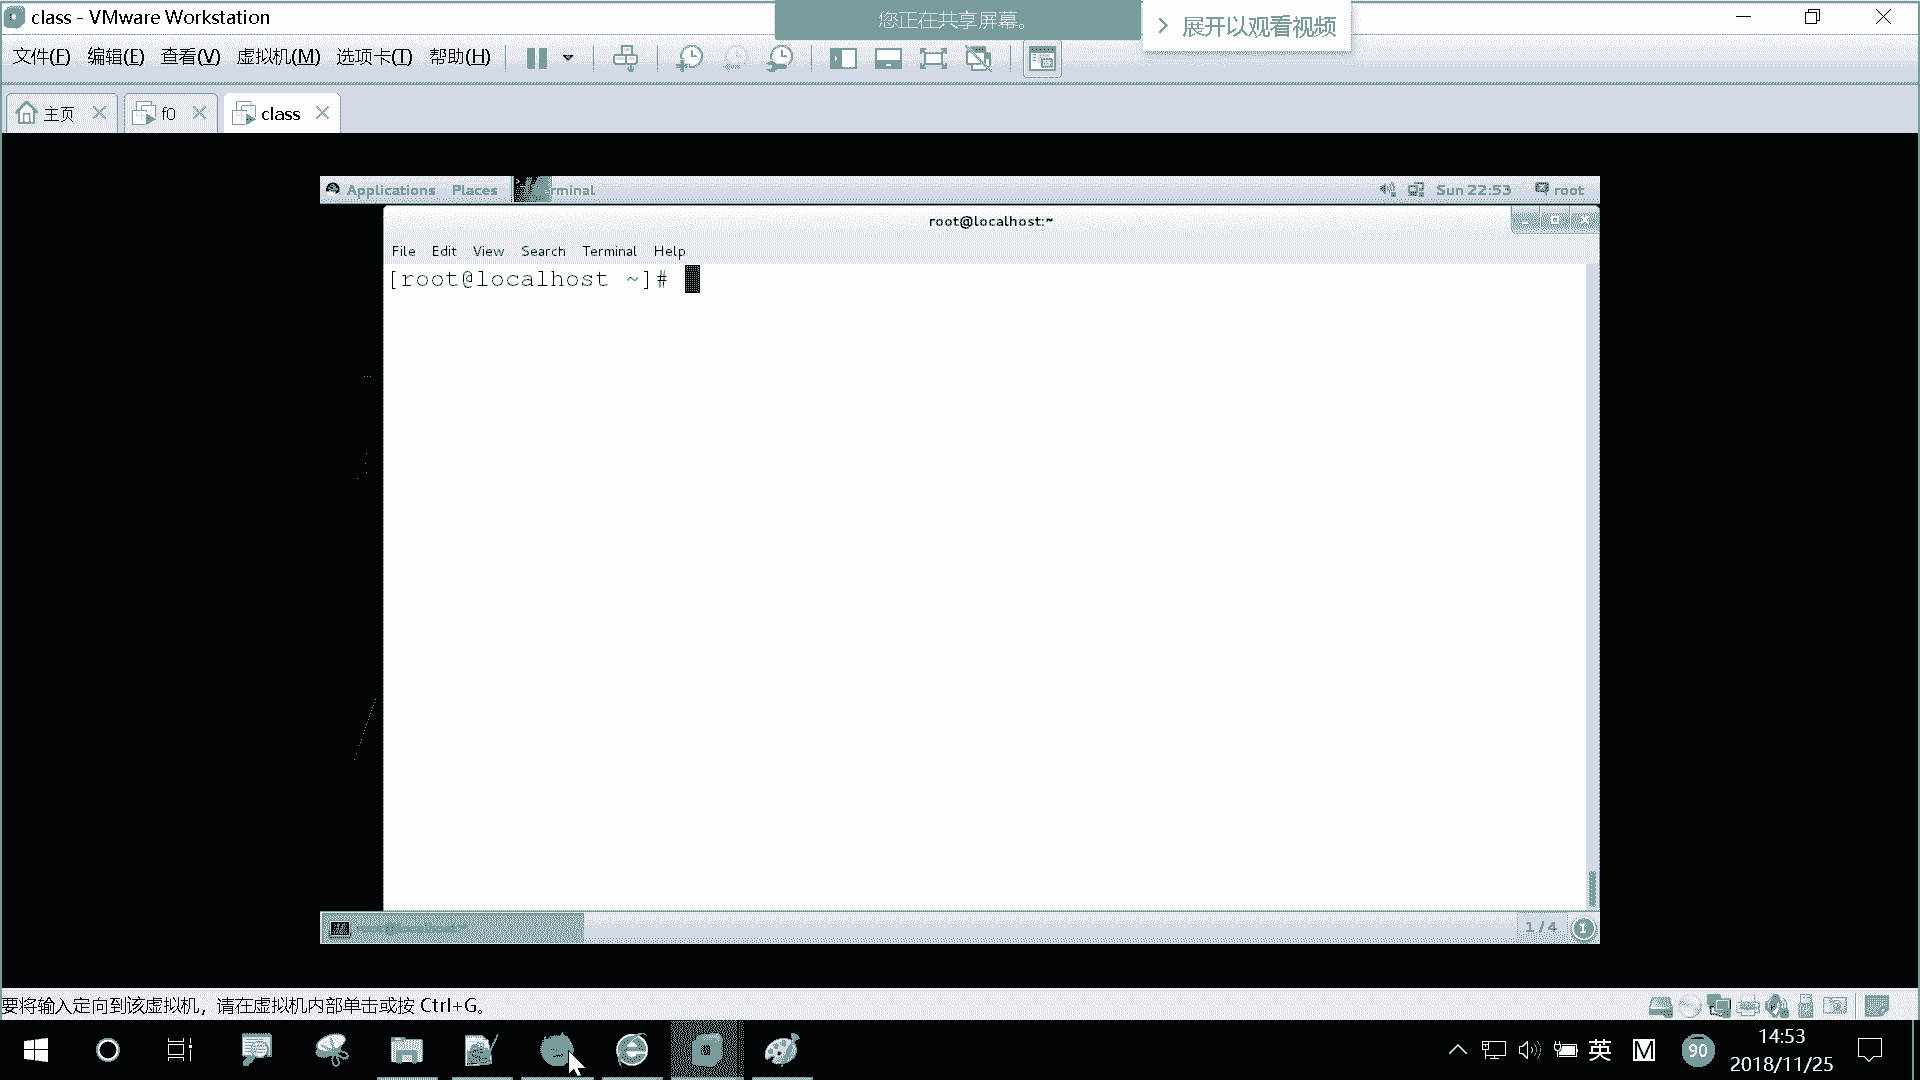 class - VMware Workstation
您正在共享屏幕。
展开以观看视频
文件(F) 编辑(E) 查看(V) 虚拟机(M) 选项卡(T) 帮助(H)
主页 f0 class
Applications Places rminal Sun 22:53 root
root@localhost:~
File Edit View Search Terminal Help
[root@localhost ~]#
root@localhost:~ 1 / 4
要将输入定向到该虚拟机，请在虚拟机内部单击或按 Ctrl+G。
英 M 90 14:53
2018/11/25